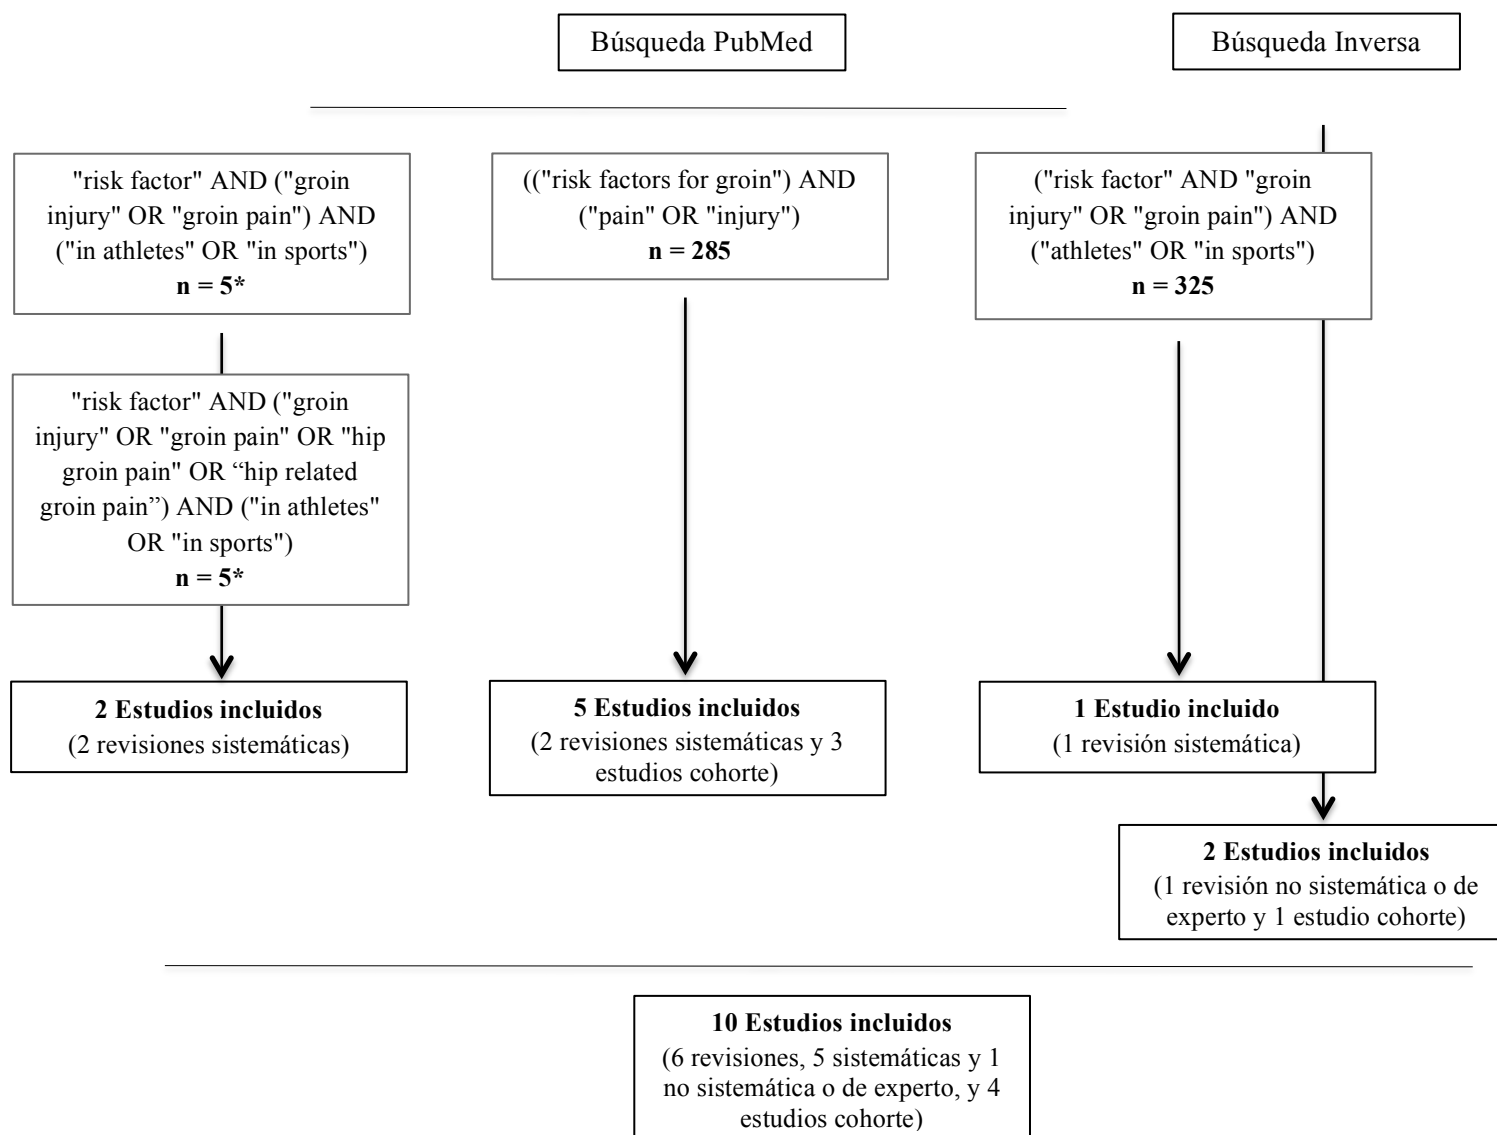 Búsqueda PubMed
Búsqueda Inversa
"risk factor" AND ("groin
injury" OR "groin pain") AND
("in athletes" OR "in sports")
n = 5*
(("risk factors for groin") AND
("pain" OR "injury")
n = 285
("risk factor" AND "groin
injury" OR "groin pain") AND
("athletes" OR "in sports")
n = 325
"risk factor" AND ("groin
injury" OR "groin pain" OR "hip
groin pain" OR “hip related
groin pain”) AND ("in athletes"
OR "in sports")
n = 5*
2 Estudios incluidos
(2 revisiones sistemáticas)
5 Estudios incluidos
(2 revisiones sistemáticas y 3
estudios cohorte)
1 Estudio incluido
(1 revisión sistemática)
2 Estudios incluidos
(1 revisión no sistemática o de
experto y 1 estudio cohorte)
10 Estudios incluidos
(6 revisiones, 5 sistemáticas y 1
no sistemática o de experto, y 4
estudios cohorte)